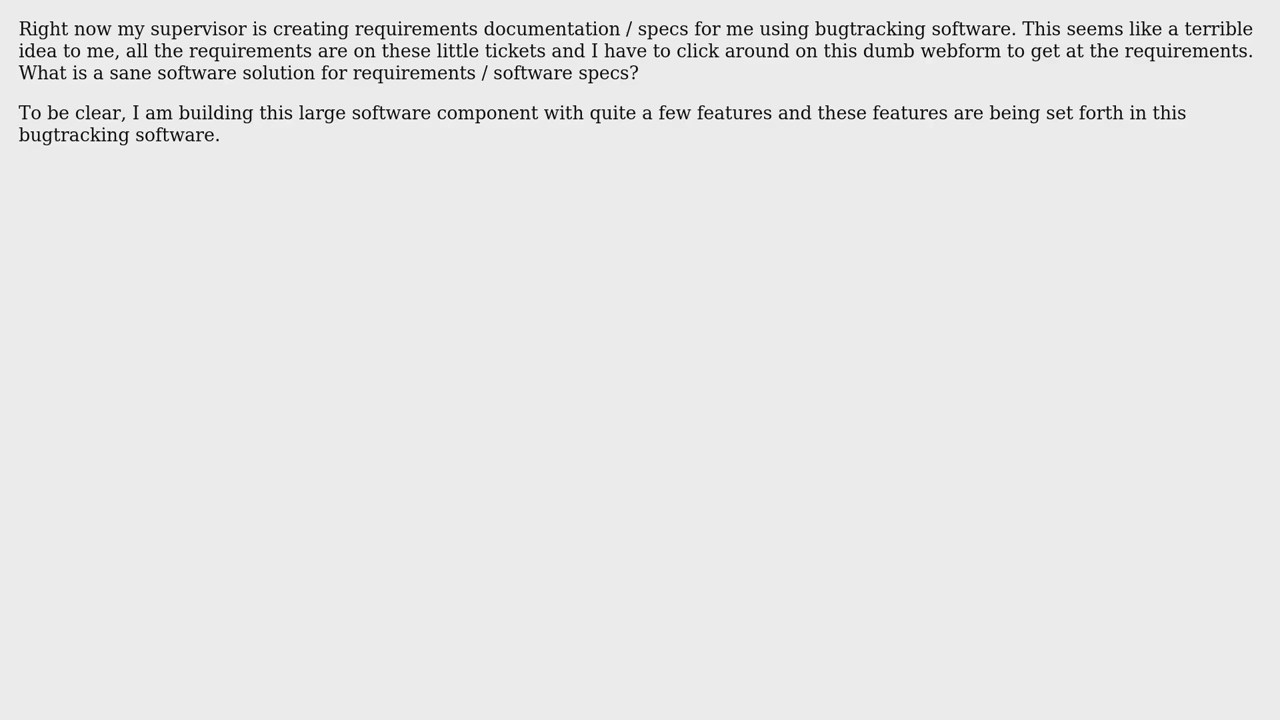 Right now my supervisor is creating requirements documentation / specs for me using bugtracking software. This seems like a terrible
idea to me, all the requirements are on these little tickets and I have to click around on this dumb webform to get at the requirements.
What is a sane software solution for requirements / software specs?
To be clear, I am building this large software component with quite a few features and these features are being set forth in this
bugtracking software.